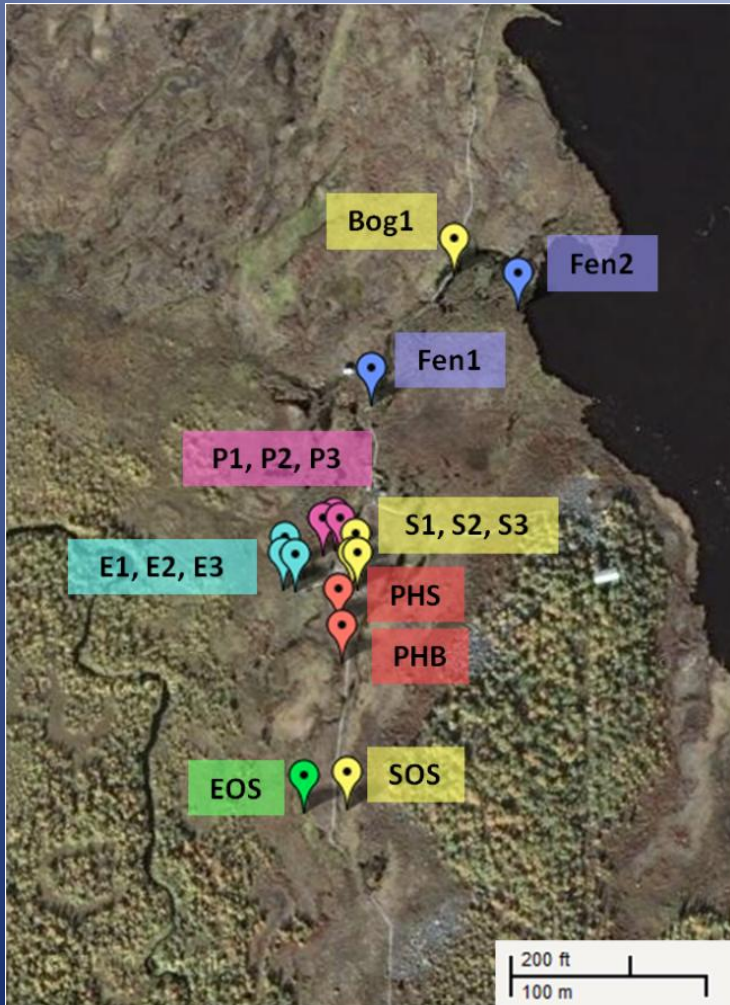 Bog1
Fen2
Fen1
P1, P2, P3
S1, S2, S3
E1, E2, E3
PHS
PHB
EOS
SOS
200 ft
100 m